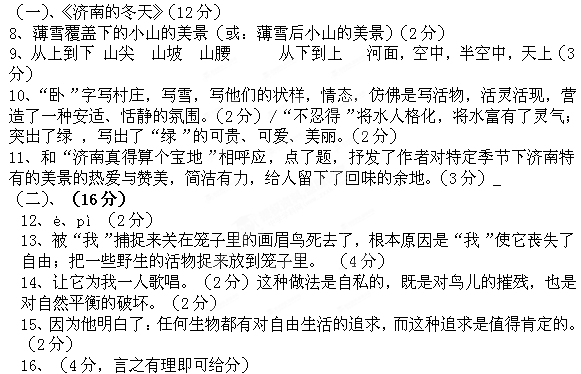 （一）、《济南的冬天》（12分）
8、薄雪覆盖下的小山的美景（或：薄雪后小山的美景）（2分）
9、从上到下 山尖 山坡 山腰 从下到上 河面，空中，半空中，天上（3
分）
10、“卧”字写村庄，写雪，写他们的状样，情态，仿佛是写活物，活灵活现，营
造了一种安适、恬静的氛围。（2分）/“不忍得”将水人格化，将水富有了灵气；
突出了绿 ，写出了“绿”的可贵、可爱、美丽。（2分）
11、和“济南真得算个宝地”相呼应，点了题，抒发了作者对特定季节下济南特
有的美景的热爱与赞美，简洁有力，给人留下了回味的余地。（3分）_
（二）、（16分）
12、è、pì （2分）
13、被“我”捕捉来关在笼子里的画眉鸟死去了，根本原因是“我”使它丧失了
自由；把一些野生的活物捉来放到笼子里。 （4分）
14、让它为我一人歌唱。（2分）这种做法是自私的，既是对鸟儿的摧残，也是
对自然平衡的破坏。（2分）
15、因为他明白了：任何生物都有对自由生活的追求，而这种追求是值得肯定的。
（2分）
16、（4分，言之有理即可给分）